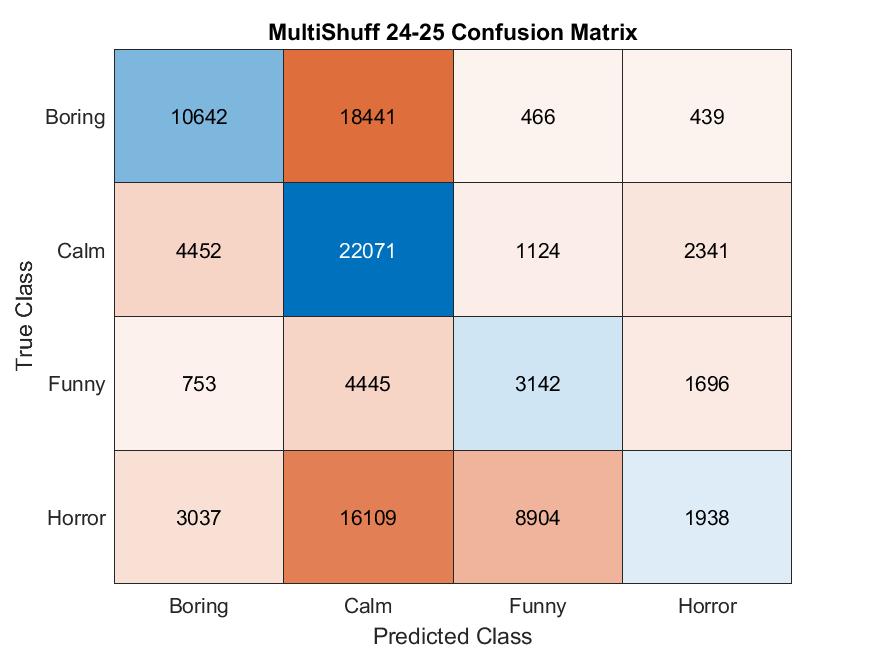 MultiShuff 24-25 Confusion Matrix
Boring 10642 18441 466 439
Calm 4452 22071 1124 2341
True Class
Funny 753 4445 3142 1696
Horror 3037 16109 8904 1938
Boring Calm Funny Horror
Predicted Class